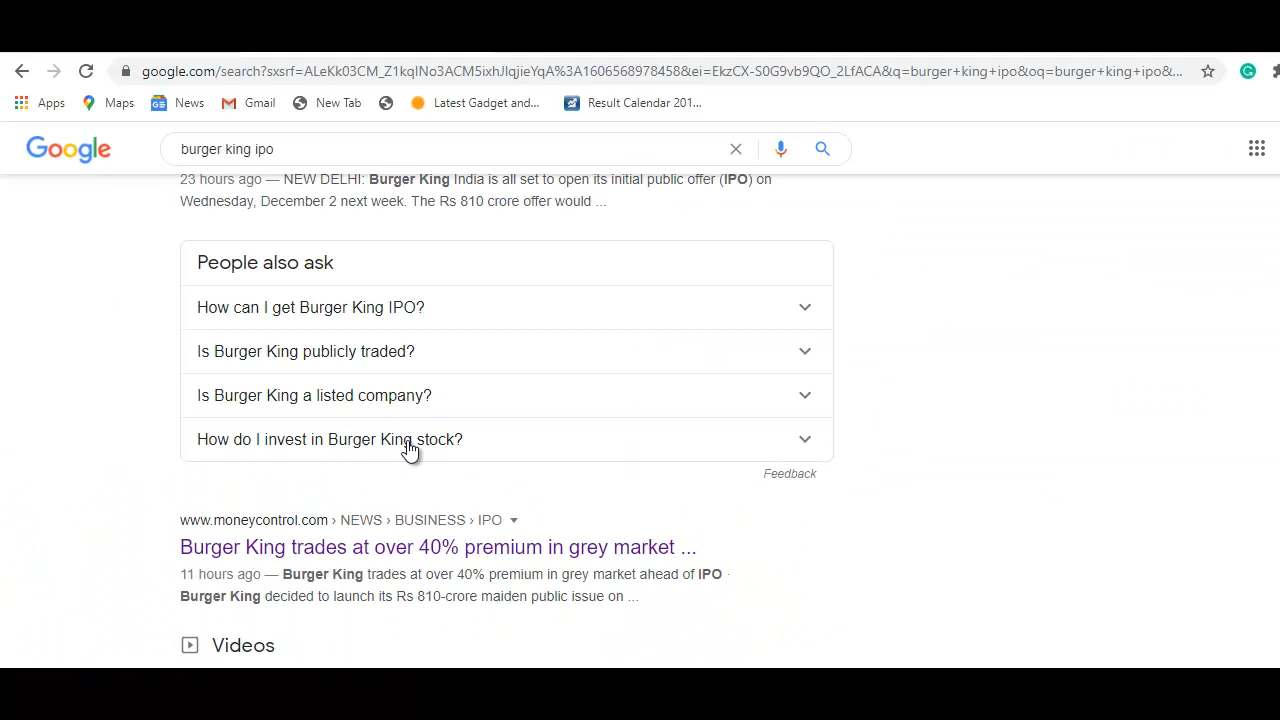 google.com/search?sxsrf=ALeKk03CM_Z1kqINo3ACM5ixhJlqjieYqA%3A1606568978458&ei=EkzCX-S0G9vb9QO_2LfACA&q=burger+king+ipo&oq=burger+king+ipo&...
Apps Maps News Gmail New Tab Latest Gadget and... Result Calendar 201...
Google burger king ipo
23 hours ago — NEW DELHI: Burger King India is all set to open its initial public offer (IPO) on
Wednesday, December 2 next week. The Rs 810 crore offer would ...
People also ask
How can I get Burger King IPO?
Is Burger King publicly traded?
Is Burger King a listed company?
How do I invest in Burger King stock?
Feedback
www.moneycontrol.com › NEWS › BUSINESS › IPO
Burger King trades at over 40% premium in grey market ...
11 hours ago — Burger King trades at over 40% premium in grey market ahead of IPO ·
Burger King decided to launch its Rs 810-crore maiden public issue on ...
Videos